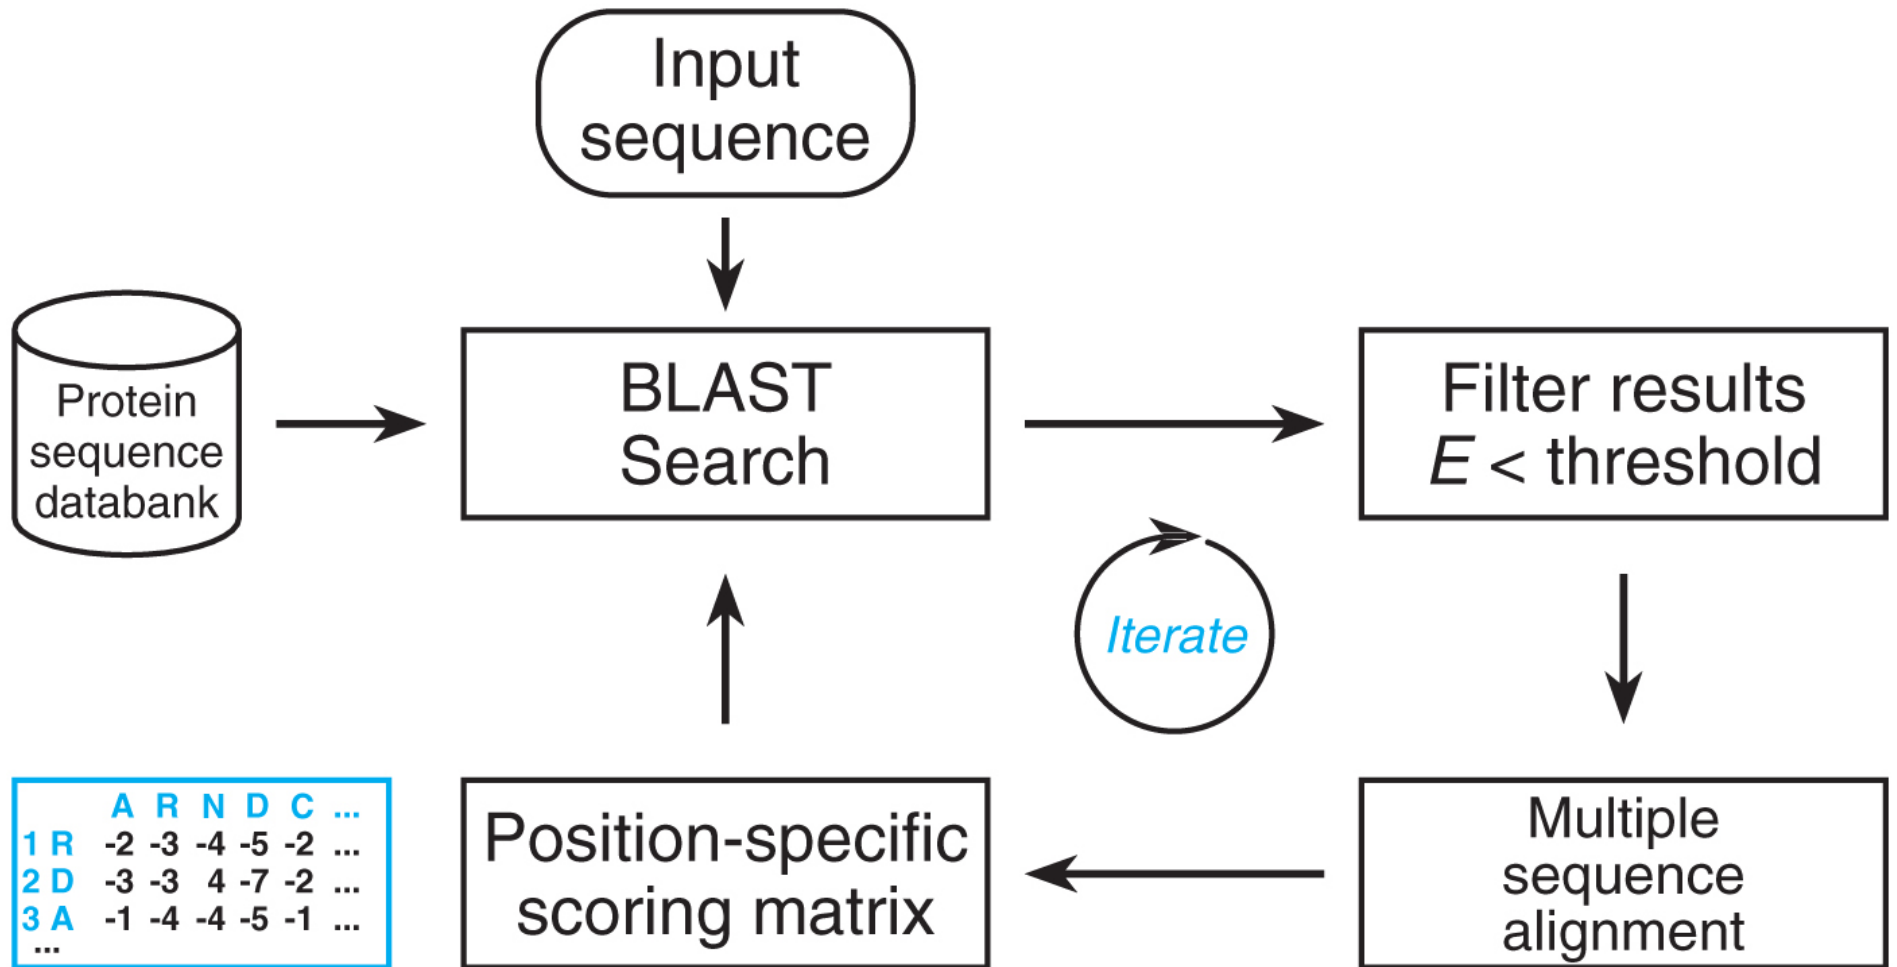 Input
sequence
Protein
sequence
databank
BLAST
Search
Filter results
E < threshold
Iterate
A R N D C ...
1 R -2 -3 -4 -5 -2 ...
2 D -3 -3 4 -7 -2 ...
3 A -1 -4 -4 -5 -1 ...
...
Position-specific
scoring matrix
Multiple
sequence
alignment